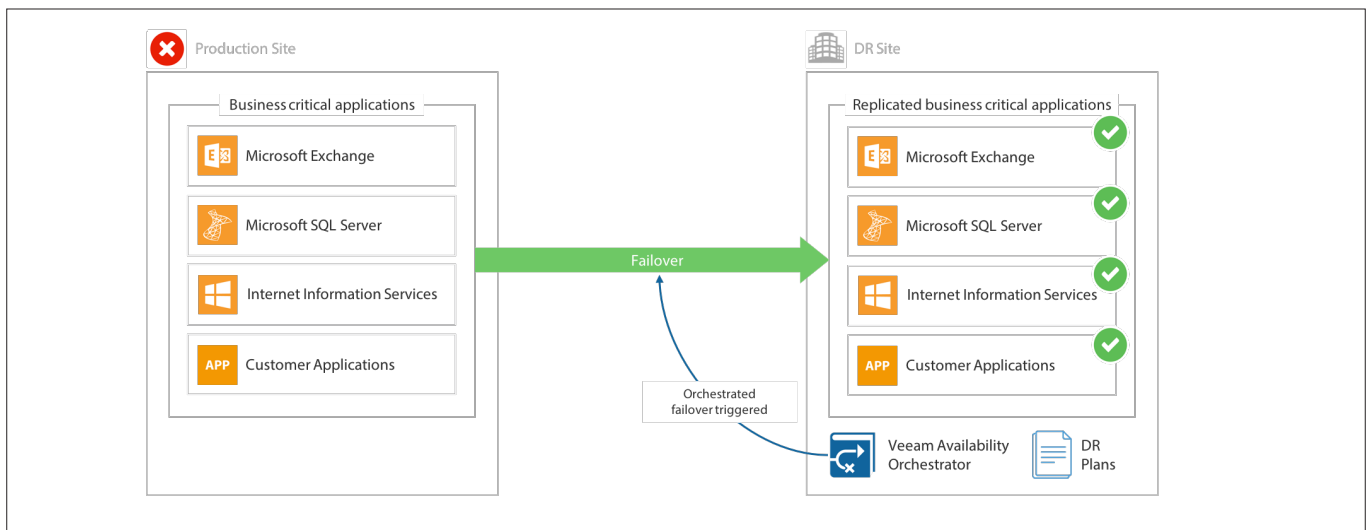 Production Site
DR Site
Business critical applications
Replicated business critical applications
E
Microsoft Exchange
E
Microsoft Exchange
Microsoft SQL Server
Microsoft SQL Server
Failover
Internet Information Services
Internet Information Services
APP
Customer Applications
APP
Customer Applications
Orchestrated
failover triggered
Veeam Availability
Orchestrator
DR
Plans